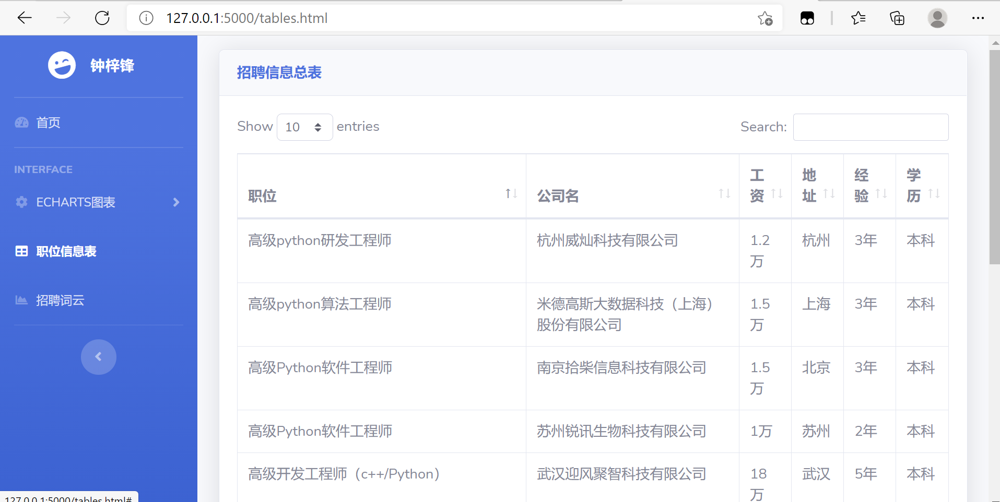 127.0.0.1:5000/tables.html
钟梓锋
首页
INTERFACE
ECHARTS图表
职位信息表
招聘词云
招聘信息总表
Show 10 entries
Search:
职位 公司名 工资 地址 经验 学历
高级python研发工程师 杭州威灿科技有限公司 1.2万 杭州 3年 本科
高级python算法工程师 米德高斯大数据科技（上海）股份有限公司 1.5万 上海 3年 本科
高级Python软件工程师 南京拾柴信息科技有限公司 1.5万 北京 3年 本科
高级Python软件工程师 苏州锐讯生物科技有限公司 1万 苏州 2年 本科
高级开发工程师（c++/Python） 武汉迎风聚智科技有限公司 18万 武汉 5年 本科
127.0.0.1:5000/tables.html#